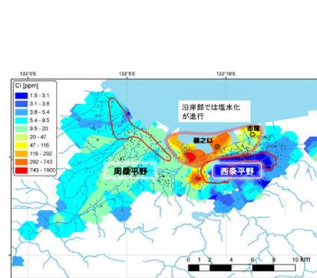 133°0'E 133°5'E 133°10'E
Cl [ppm]
1.5 - 3.1
3.1 - 3.8
3.8 - 5.4
5.4 - 9.5
9.5 - 20
20 - 47
47 - 116
116 - 292
292 - 743
743 - 1900
沿岸部では塩水化
が進行
周桑平野
西条平野
0 1 2 4 6 8 10
km